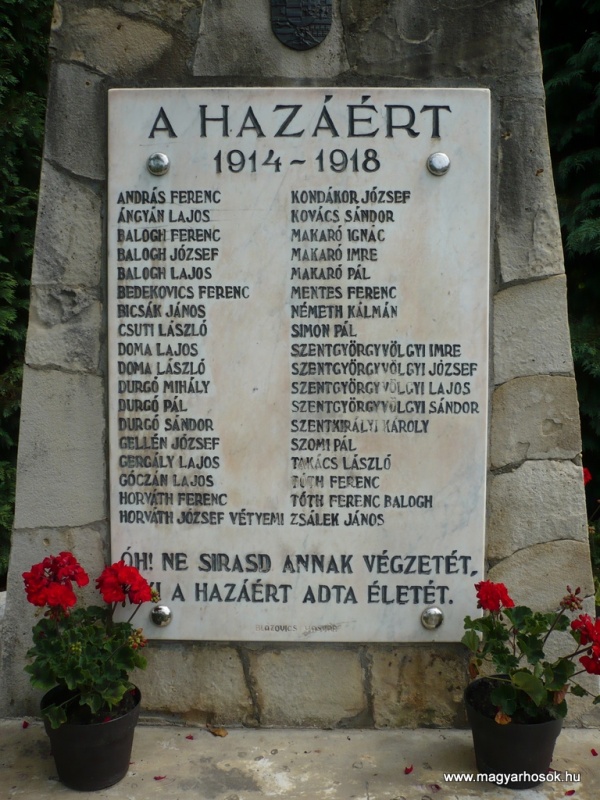 A HAZÁÉRT
1914 - 1918
ANDRÁS FERENC
ÁNGYÁN LAJOS
BALOGH FERENC
BALOGH JÓZSEF
BALOGH LAJOS
BEDEKOVICS FERENC
BICSÁK JÁNOS
CSUTI LÁSZLÓ
DOMA LAJOS
DOMA LÁSZLÓ
DURGÓ MIHÁLY
DURGÓ PÁL
DURGÓ SÁNDOR
GELLÉN JÓZSEF
GERGÁLY LAJOS
GÓCZÁN LAJOS
HORVÁTH FERENC
HORVÁTH JÓZSEF VÉTYEMI
KONDÁKOR JÓZSEF
KOVÁCS SÁNDOR
MAKARÓ IGNÁC
MAKARÓ IMRE
MAKARÓ PÁL
MENTES FERENC
NÉMETH KÁLMÁN
SIMON PÁL
SZENTGYÖRGYVÖLGYI IMRE
SZENTGYÖRGYVÖLGYI JÓZSEF
SZENTGYÖRGYVÖLGYI LAJOS
SZENTGYÖRGYVÖLGYI SÁNDOR
SZENTKIRÁLYI KÁROLY
SZOMI PÁL
TAKÁCS LÁSZLÓ
TÓTH FERENC
TÓTH FERENC BALOGH
ZSÁLEK JÁNOS
ÓH! NE SIRASD ANNAK VÉGZETÉT,
KI A HAZÁÉRT ADTA ÉLETÉT.
www.magyarhosök.hu